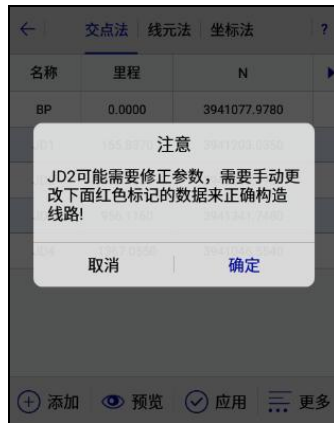 交点法 线元法 坐标法 ?
名称 里程 N
BP 0.0000 3941077.9780
注意
JD2可能需要修正参数，需要手动更
改下面红色标记的数据来正确构造
线路!
取消 确定
添加 预览 应用 更多